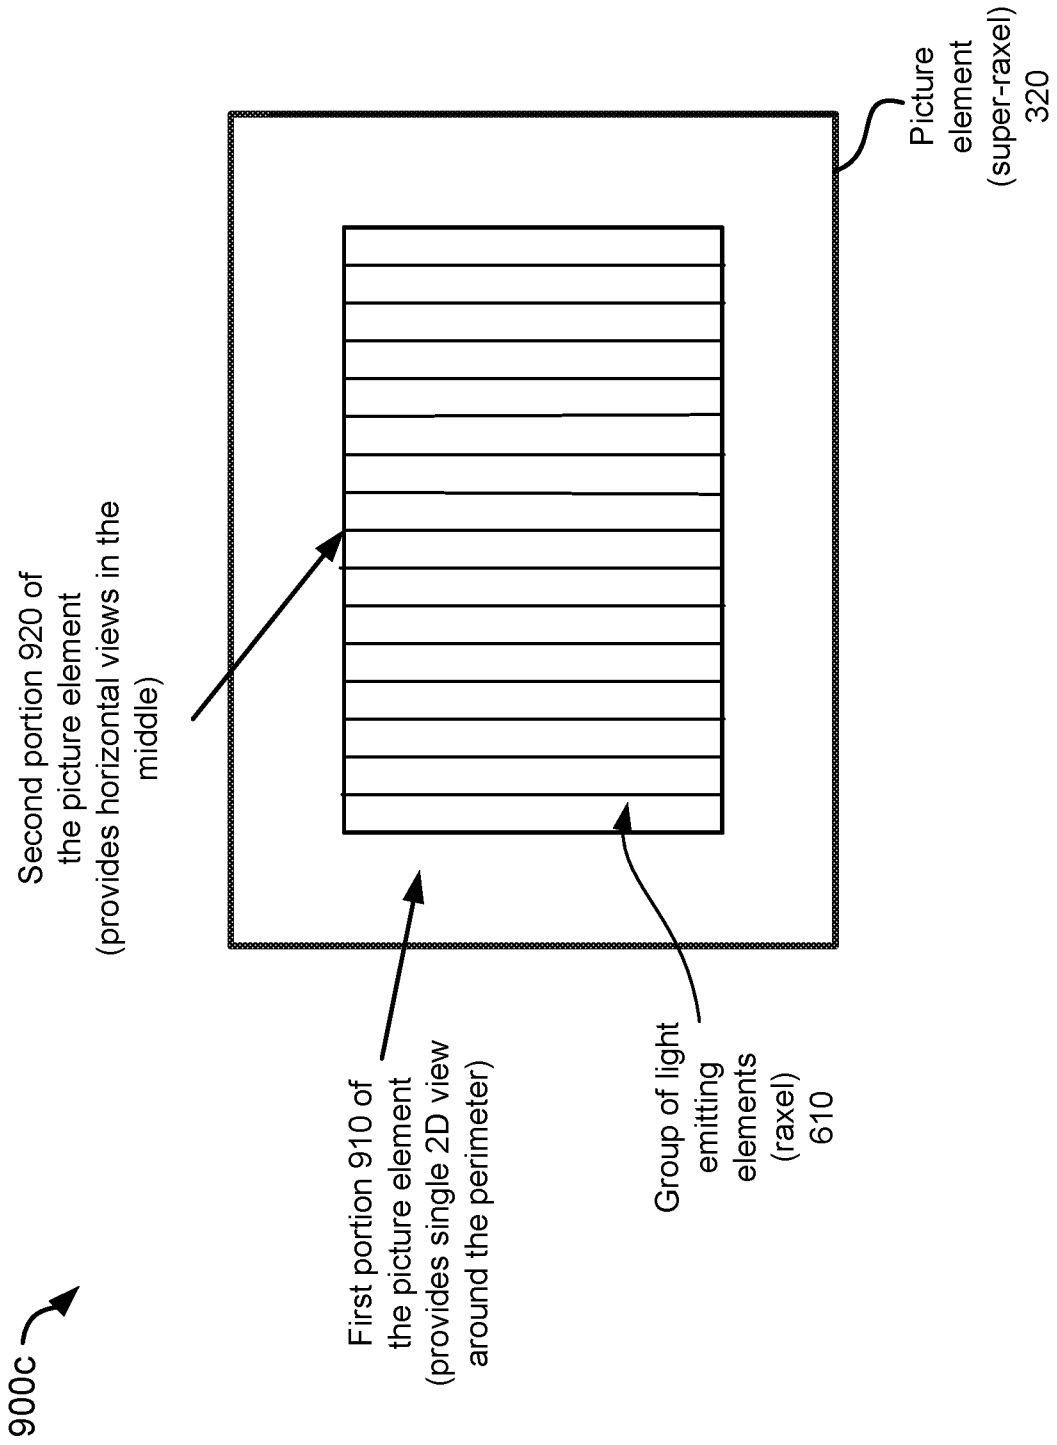 900c
First portion 910 of
the picture element
(provides single 2D view
around the perimeter)
Second portion 920 of
the picture element
(provides horizontal views in the
middle)
Group of light
emitting
elements
(raxel)
610
Picture
element
(super-raxel)
320